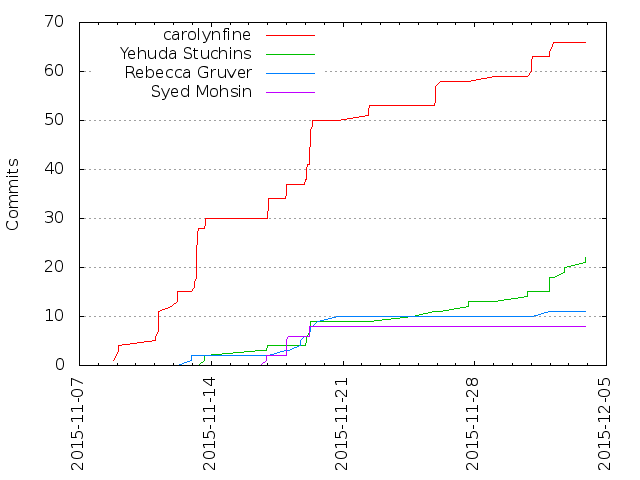 70
60
50
40
30
20
10
0
Commits
carolynfine
Yehuda Stuchins
Rebecca Gruver
Syed Mohsin
2015-11-07
2015-11-14
2015-11-21
2015-11-28
2015-12-05